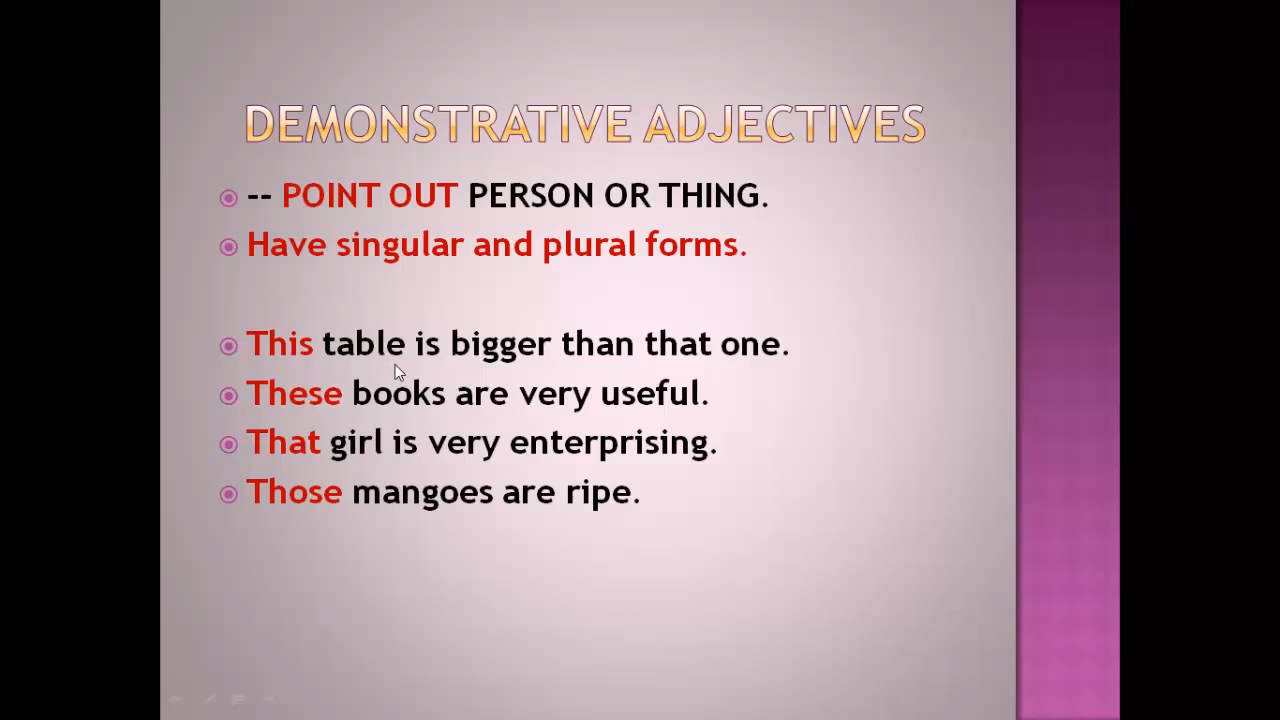 DEMONSTRATIVE ADJECTIVES
-- POINT OUT PERSON OR THING.
Have singular and plural forms.
This table is bigger than that one.
These books are very useful.
That girl is very enterprising.
Those mangoes are ripe.